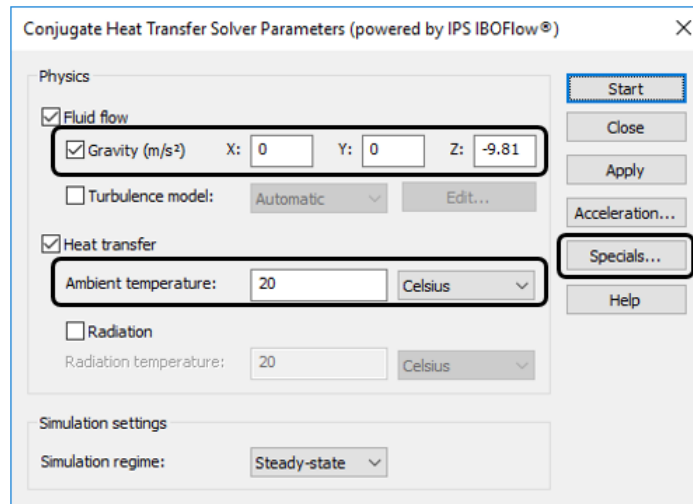 Conjugate Heat Transfer Solver Parameters (powered by IPS IBOFlow®)
Physics
Fluid flow
Gravity (m/s²) X: 0 Y: 0 Z: -9.81
Turbulence model: Automatic Edit...
Heat transfer
Ambient temperature: 20 Celsius
Radiation
Radiation temperature: 20 Celsius
Simulation settings
Simulation regime: Steady-state
Start
Close
Apply
Acceleration...
Specials...
Help